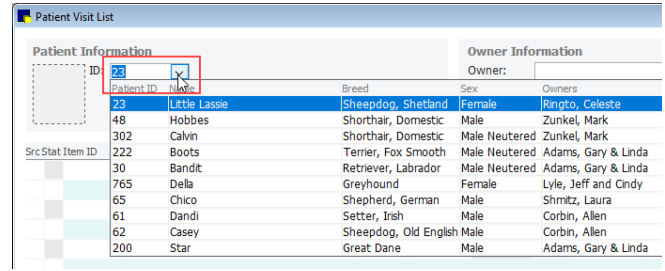 Patient Visit List
Patient Information Owner Information
ID: 23 Owner:
Patient ID Breed Sex Owners
23 Little Lassie Sheepdog, Shetland Female Ringto, Celeste
48 Hobbes Shorthair, Domestic Male Zunkel, Mark
302 Calvin Shorthair, Domestic Male Neutered Zunkel, Mark
Src Stat Item ID 222 Boots Terrier, Fox Smooth Male Neutered Adams, Gary & Linda
30 Bandit Retriever, Labrador Male Neutered Adams, Gary & Linda
765 Della Greyhound Female Lyle, Jeff and Cindy
65 Chico Shepherd, German Male Shmitz, Laura
61 Dandi Setter, Irish Male Corbin, Allen
62 Casey Sheepdog, Old English Male Corbin, Allen
200 Star Great Dane Male Adams, Gary & Linda